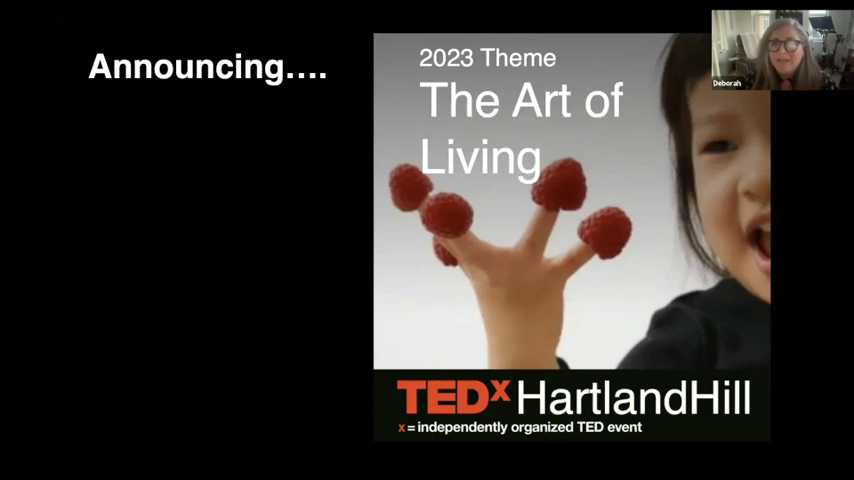 Announcing....
2023 Theme
The Art of
Living
TEDx HartlandHill
x = independently organized TED event
Deborah